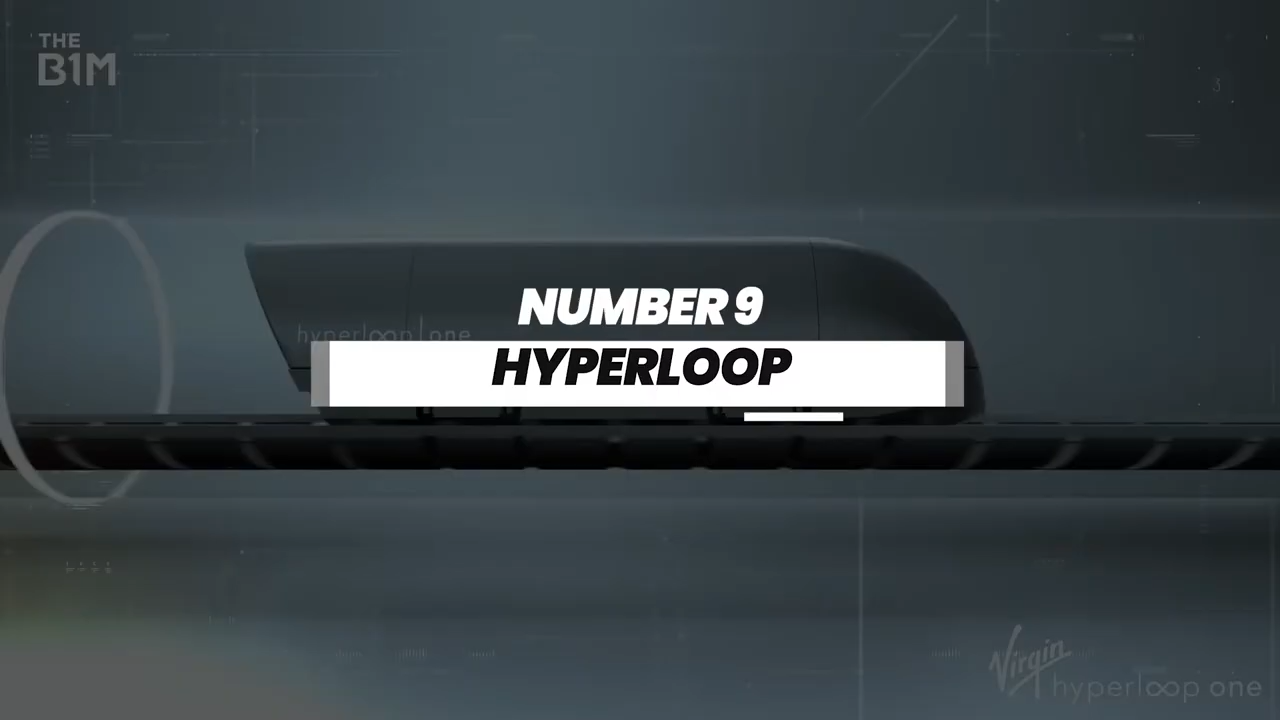 THE
B1M
NUMBER 9
hyperloop one
HYPERLOOP
Virgin
hyperloop one